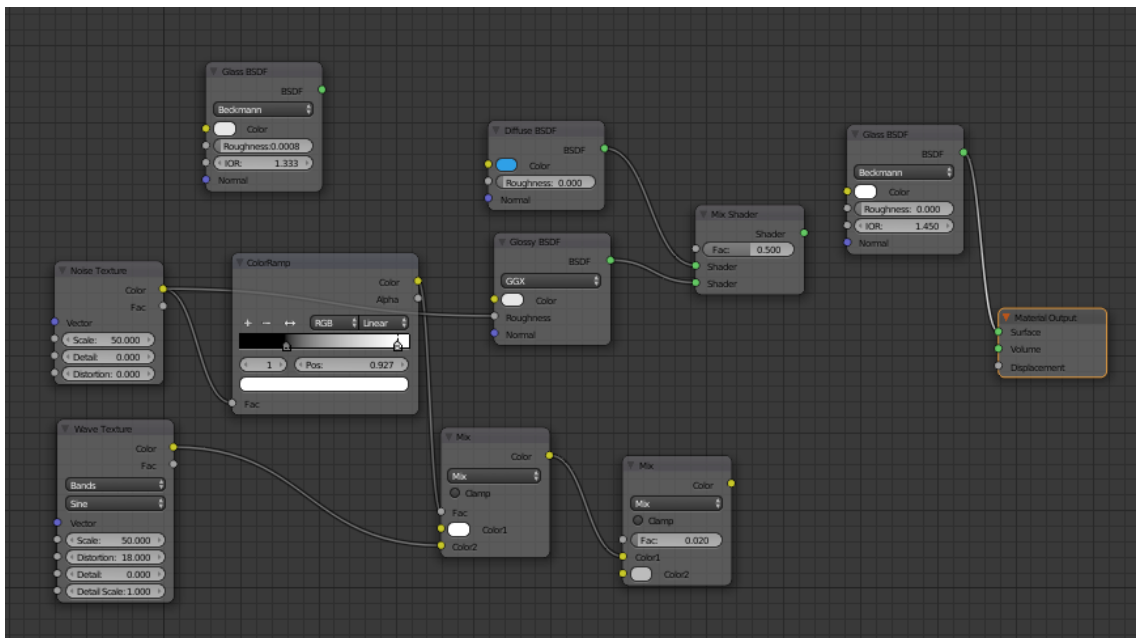 Glass BSDF
BSDF
Beckmann
Color
Roughness:0.0008
IOR: 1.333
Normal
Diffuse BSDF
BSDF
Color
Roughness: 0.000
Normal
Glass BSDF
BSDF
Beckmann
Color
Roughness: 0.000
IOR: 1.450
Normal
Mix Shader
Shader
Fac: 0.500
Shader
Shader
Glossy BSDF
BSDF
GGX
Color
Roughness
Normal
Noise Texture
Color
Fac
Vector
Scale: 50.000
Detail: 0.000
Distortion: 0.000
ColorRamp
Color
Alpha
+ − ↔ RGB Linear
1 Pos: 0.927
Fac
Material Output
Surface
Volume
Displacement
Wave Texture
Color
Fac
Bands
Sine
Vector
Scale: 50.000
Distortion: 18.000
Detail: 0.000
Detail Scale: 1.000
Mix
Color
Mix
Clamp
Fac
Color1
Color2
Mix
Color
Mix
Clamp
Fac: 0.020
Color1
Color2